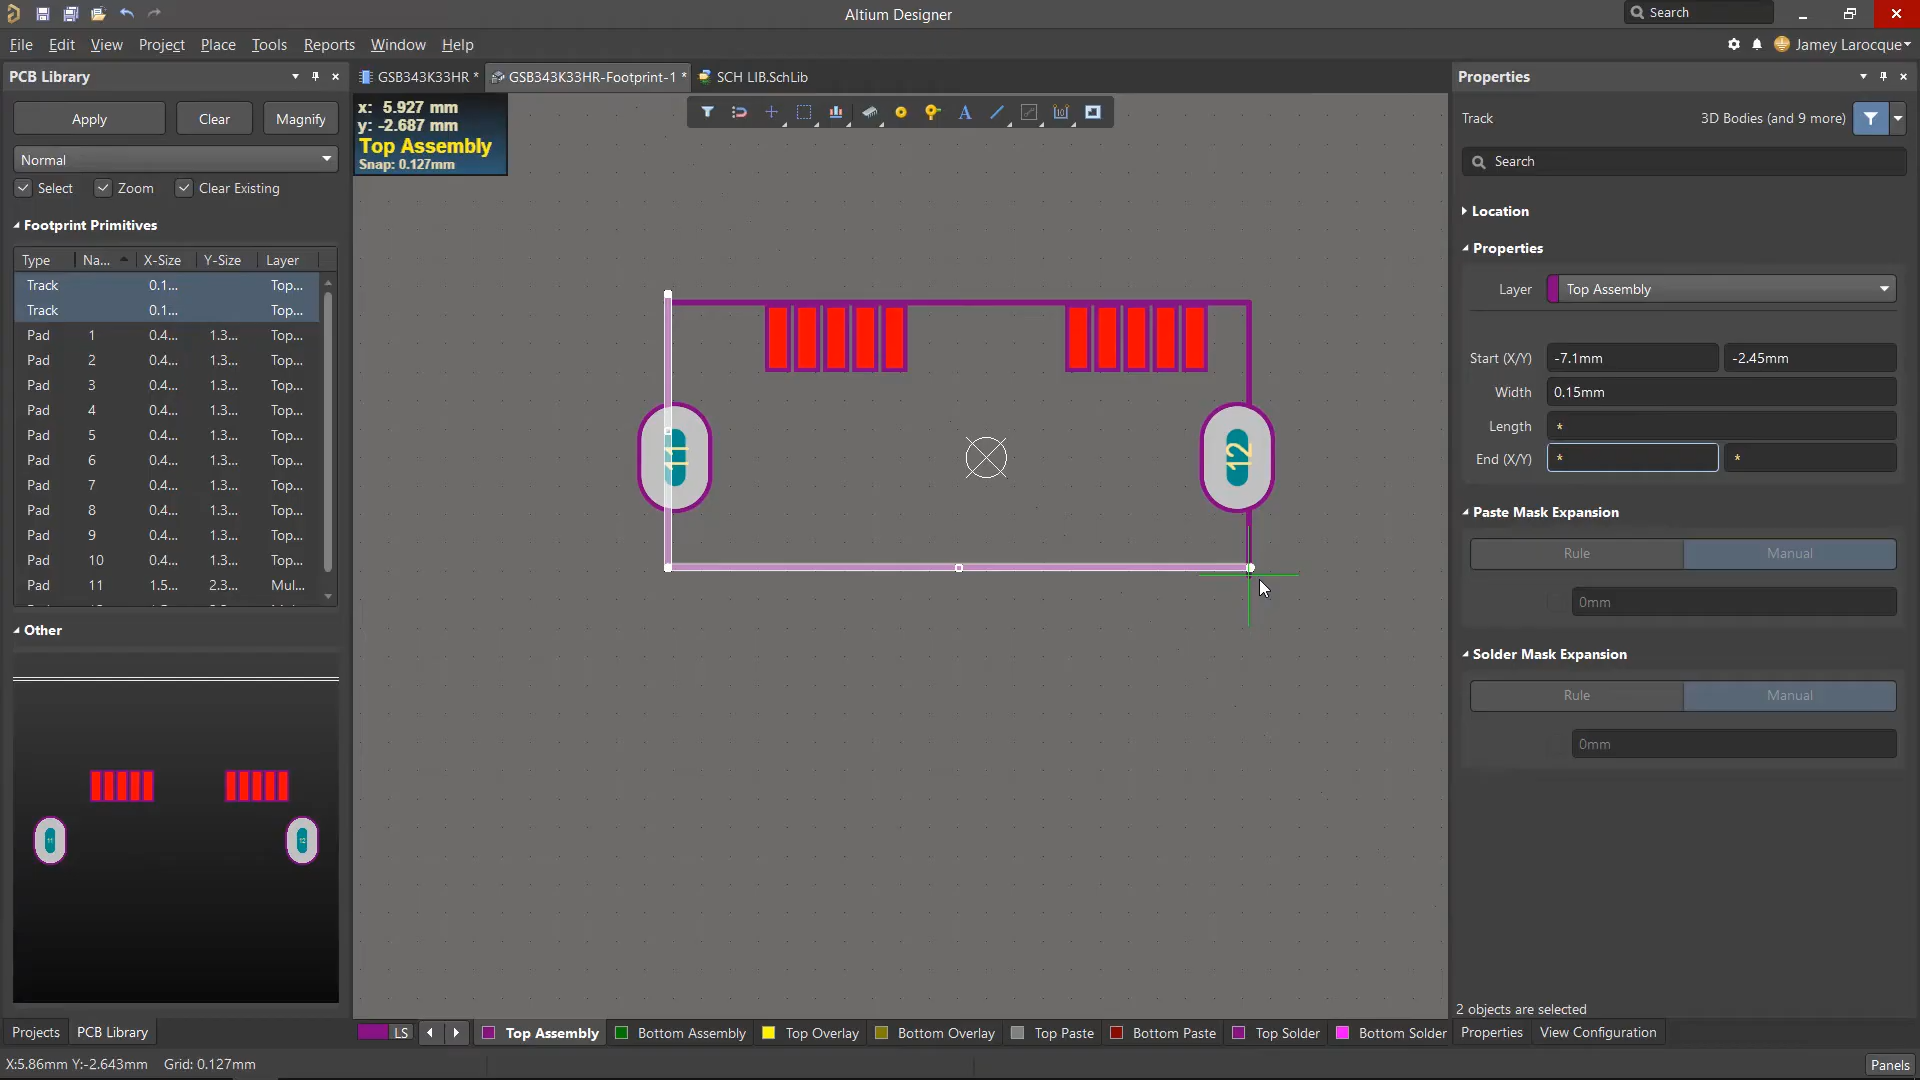 Altium Designer
Search
File Edit View Project Place Tools Reports Window Help
Jamey Larocque
PCB Library
GSB343K33HR * GSB343K33HR-Footprint-1 * SCH LIB.SchLib
Properties
Apply Clear Magnify
x: 5.927 mm
y: -2.687 mm
Top Assembly
Snap: 0.127mm
Track 3D Bodies (and 9 more)
Normal
Search
Select Zoom Clear Existing
Footprint Primitives
Type Na... X-Size Y-Size Layer
Track 0.1... Top...
Track 0.1... Top...
Pad 1 0.4... 1.3... Top...
Pad 2 0.4... 1.3... Top...
Pad 3 0.4... 1.3... Top...
Pad 4 0.4... 1.3... Top...
Pad 5 0.4... 1.3... Top...
Pad 6 0.4... 1.3... Top...
Pad 7 0.4... 1.3... Top...
Pad 8 0.4... 1.3... Top...
Pad 9 0.4... 1.3... Top...
Pad 10 0.4... 1.3... Top...
Pad 11 1.5... 2.3... Mul...
Other
11
12
11
12
Location
Properties
Layer Top Assembly
Start (X/Y) -7.1mm -2.45mm
Width 0.15mm
Length *
End (X/Y) * *
Paste Mask Expansion
Rule Manual
0mm
Solder Mask Expansion
Rule Manual
0mm
2 objects are selected
Projects PCB Library
LS Top Assembly Bottom Assembly Top Overlay Bottom Overlay Top Paste Bottom Paste Top Solder Bottom Solder
Properties View Configuration
X:5.86mm Y:-2.643mm Grid: 0.127mm
Panels